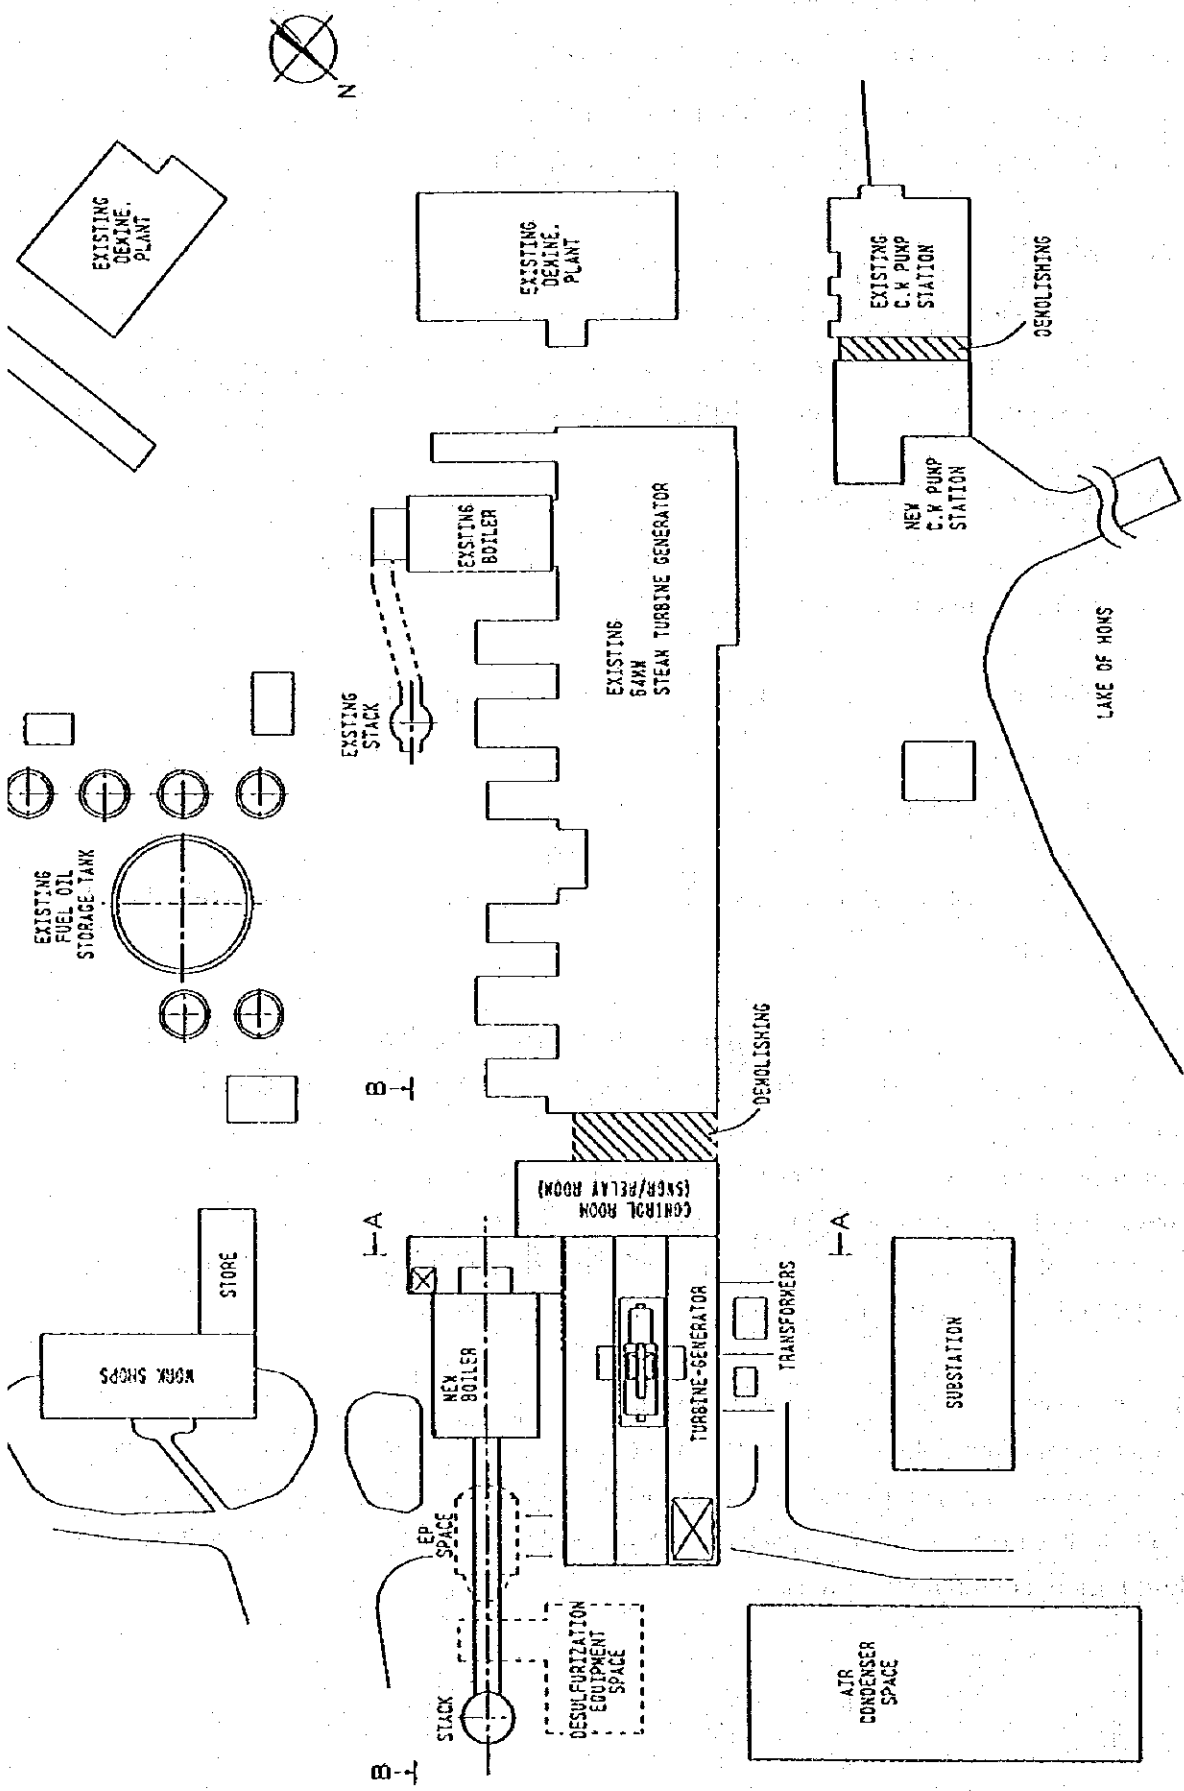 N
EXISTING
DEMINE.
PLANT
EXISTING
DEMINE.
PLANT
EXISTING
C.W PUMP
STATION
DEMOLISHING
NEW
C.W PUMP
STATION
LAKE OF HOMS
EXSTING
BOILER
EXSTING
STACK
EXISTING
64MW
STEAM TURBINE GENERATOR
EXISTING
FUEL OIL
STORAGE TANK
B
DEMOLISHING
CONTROL ROOM
(SWGR/RELAY ROOM)
A
A
STORE
WORK SHOPS
NEW
BOILER
TURBINE-GENERATOR
TRANSFORMERS
SUBSTATION
EP
SPACE
STACK
DESULFURIZATION
EQUIPMENT
SPACE
AIR
CONDENSER
SPACE
B